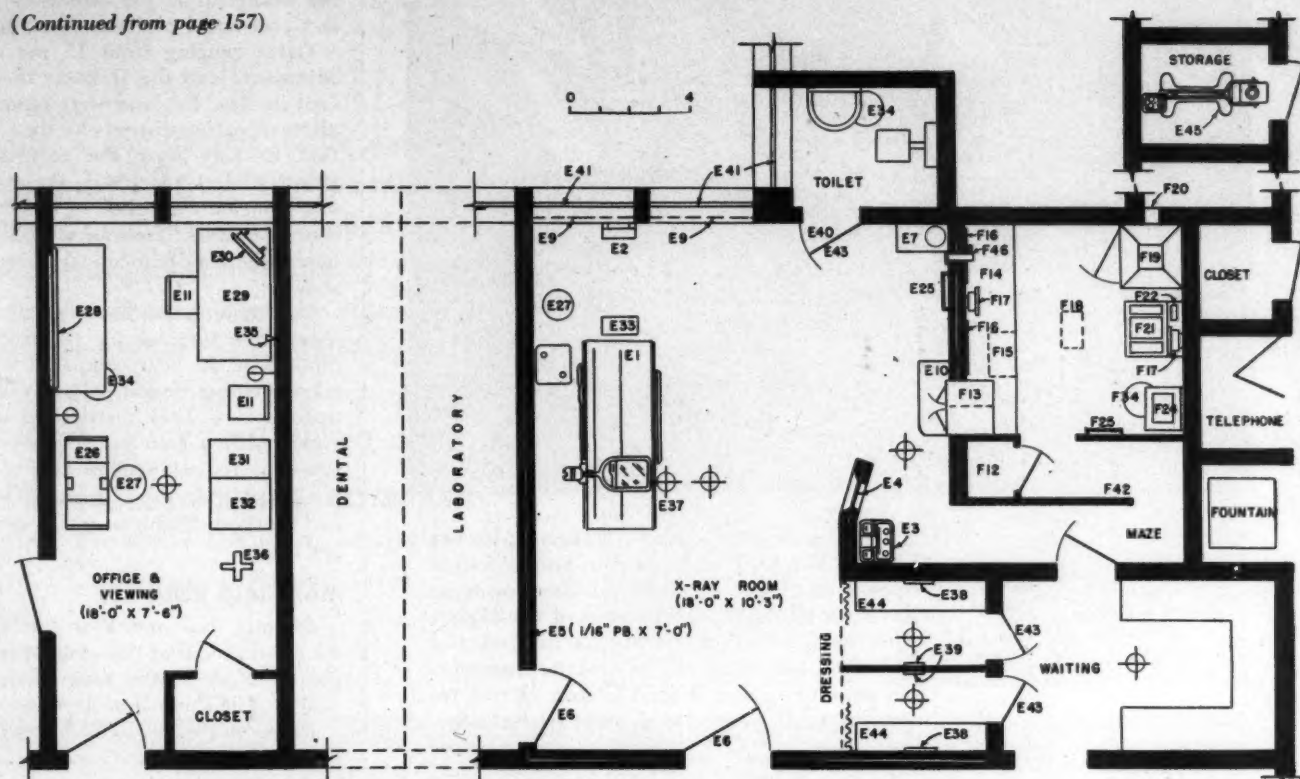 (Continued from page 157)
0 4
STORAGE
E45
E34
TOILET
E41
E41
F20
E9
E2
E9
E40
E43
E7
F16
F46
F14
F19
CLOSET
E30
E11
E29
E28
E35
E27
E33
E1
E25
F17
F16
F18
F22
F21
F17
E34
E11
E10
F15
F13
F34
F24
F25
TELEPHONE
E26
E27
E31
E32
DENTAL
LABORATORY
E37
E4
F12
F42
FOUNTAIN
E3
MAZE
E36
OFFICE &
VIEWING
(18'-0" X 7'-6")
X-RAY ROOM
(18'-0" X 10'-3")
E44
E38
E5 (1/16" PB. X 7'-0")
DRESSING
E43
E39
WAITING
E43
CLOSET
E6
E6
E44
E38